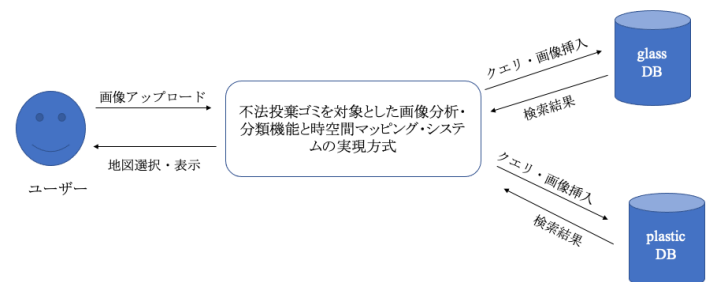 画像アップロード
地図選択・表示
ユーザー
不法投棄ゴミを対象とした画像分析・
分類機能と時空間マッピング・システ
ムの実現方式
クエリ・画像挿入
検索結果
glass
DB
クエリ・画像挿入
検索結果
plastic
DB